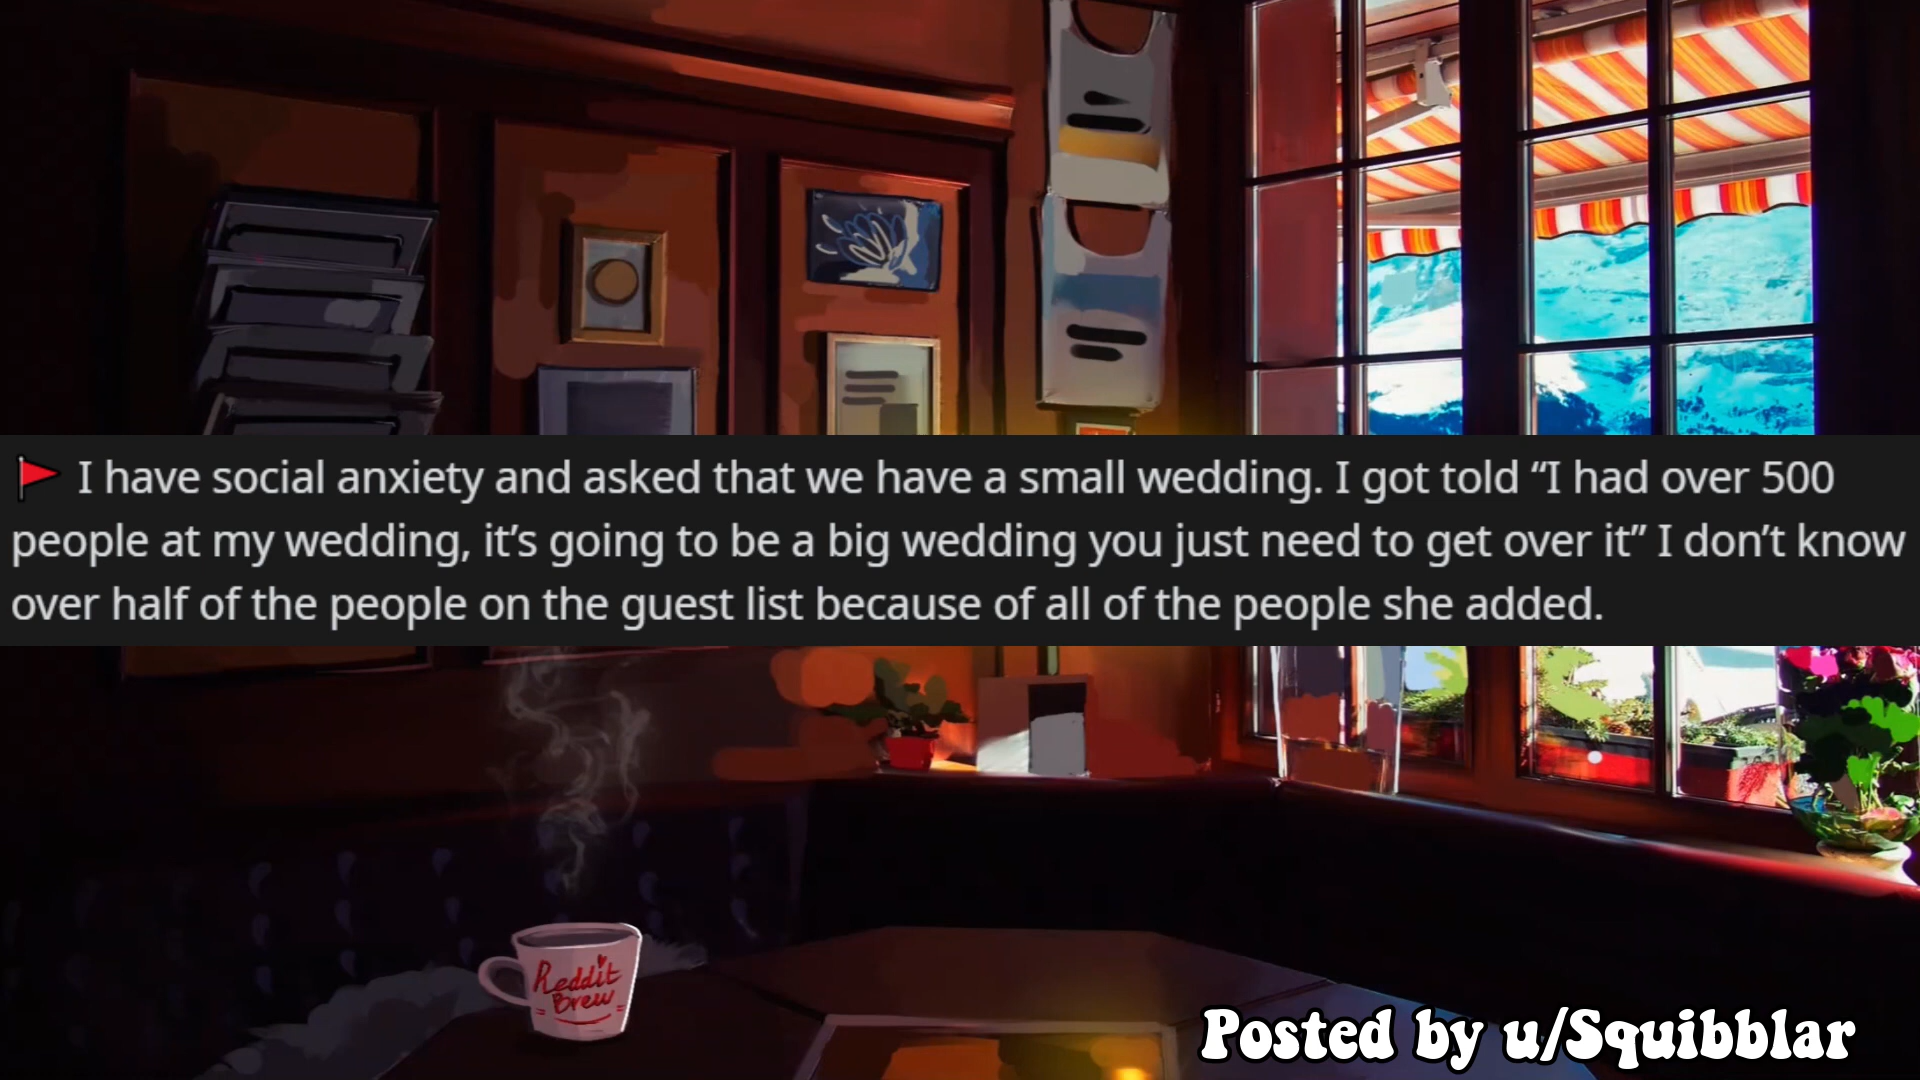 🚩 I have social anxiety and asked that we have a small wedding. I got told “I had over 500
people at my wedding, it’s going to be a big wedding you just need to get over it” I don’t know
over half of the people on the guest list because of all of the people she added.
Reddit
Brew
Posted by u/Squibblar